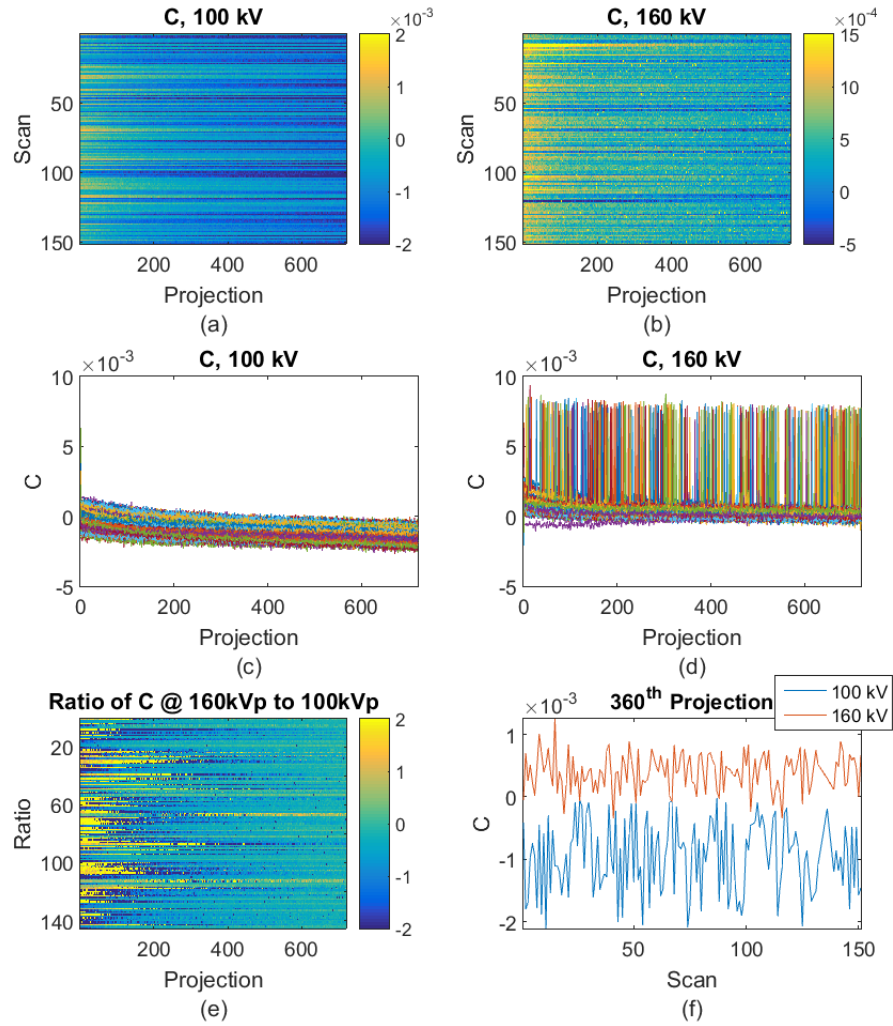 C, 100 kV
×10⁻³
Scan
50
100
150
200
400
600
Projection
2
1
0
-1
-2
(a)
C, 160 kV
×10⁻⁴
Scan
50
100
150
200
400
600
Projection
15
10
5
0
-5
(b)
C, 100 kV
×10⁻³
C
10
5
0
-5
0
200
400
600
Projection
(c)
C, 160 kV
×10⁻³
C
10
5
0
-5
0
200
400
600
Projection
(d)
Ratio of C @ 160kVp to 100kVp
Ratio
20
60
100
140
200
400
600
Projection
2
1
0
-1
-2
(e)
360ᵗʰ Projection
×10⁻³
100 kV
160 kV
C
1
0
-1
-2
50
100
150
Scan
(f)